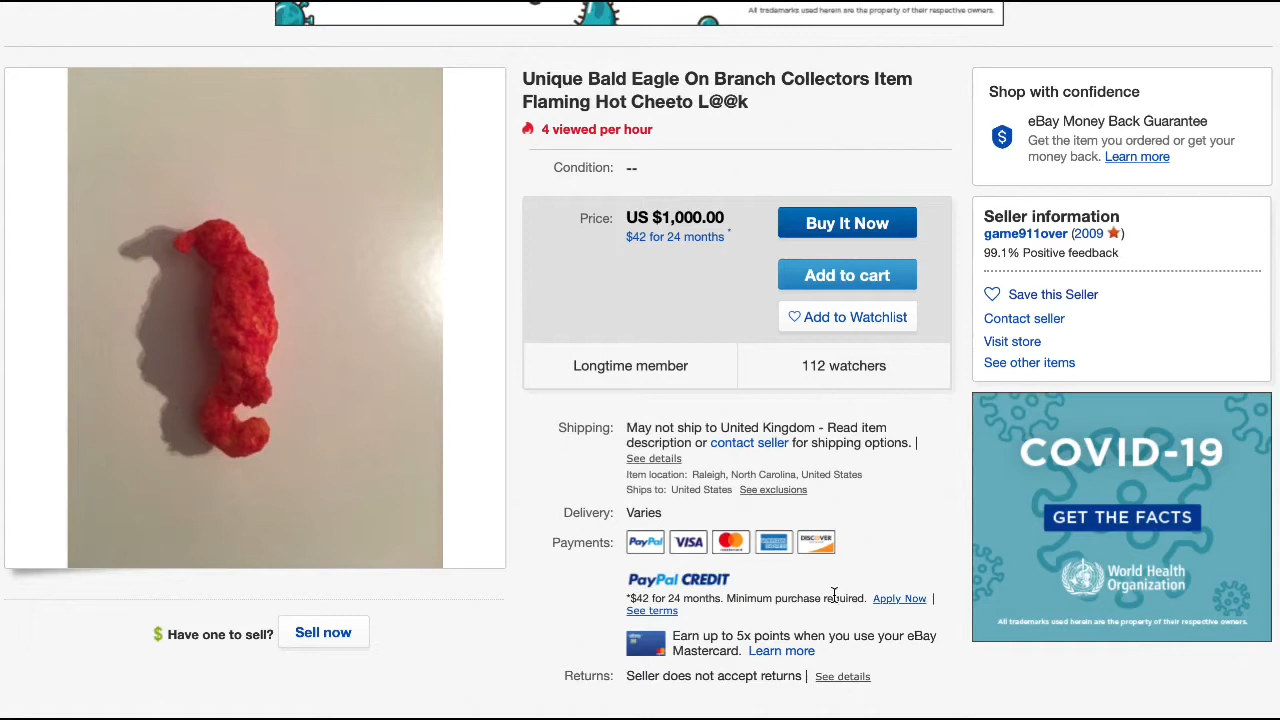 All trademarks used herein are the property of their respective owners.
Unique Bald Eagle On Branch Collectors Item
Flaming Hot Cheeto L@@k
4 viewed per hour
Condition: --
Price: US $1,000.00
$42 for 24 months *
Buy It Now
Add to cart
Add to Watchlist
Longtime member
112 watchers
Shipping: May not ship to United Kingdom - Read item
description or contact seller for shipping options. |
See details
Item location: Raleigh, North Carolina, United States
Ships to: United States See exclusions
Delivery: Varies
Payments: PayPal VISA MasterCard AMERICAN EXPRESS DISCOVER
PayPal CREDIT
*$42 for 24 months. Minimum purchase required. Apply Now |
See terms
Earn up to 5x points when you use your eBay
Mastercard. Learn more
Returns: Seller does not accept returns | See details
Have one to sell? Sell now
Shop with confidence
eBay Money Back Guarantee
Get the item you ordered or get your
money back. Learn more
Seller information
game911over (2009 )
99.1% Positive feedback
Save this Seller
Contact seller
Visit store
See other items
COVID-19
GET THE FACTS
World Health
Organization
All trademarks used herein are the property of their respective owners.